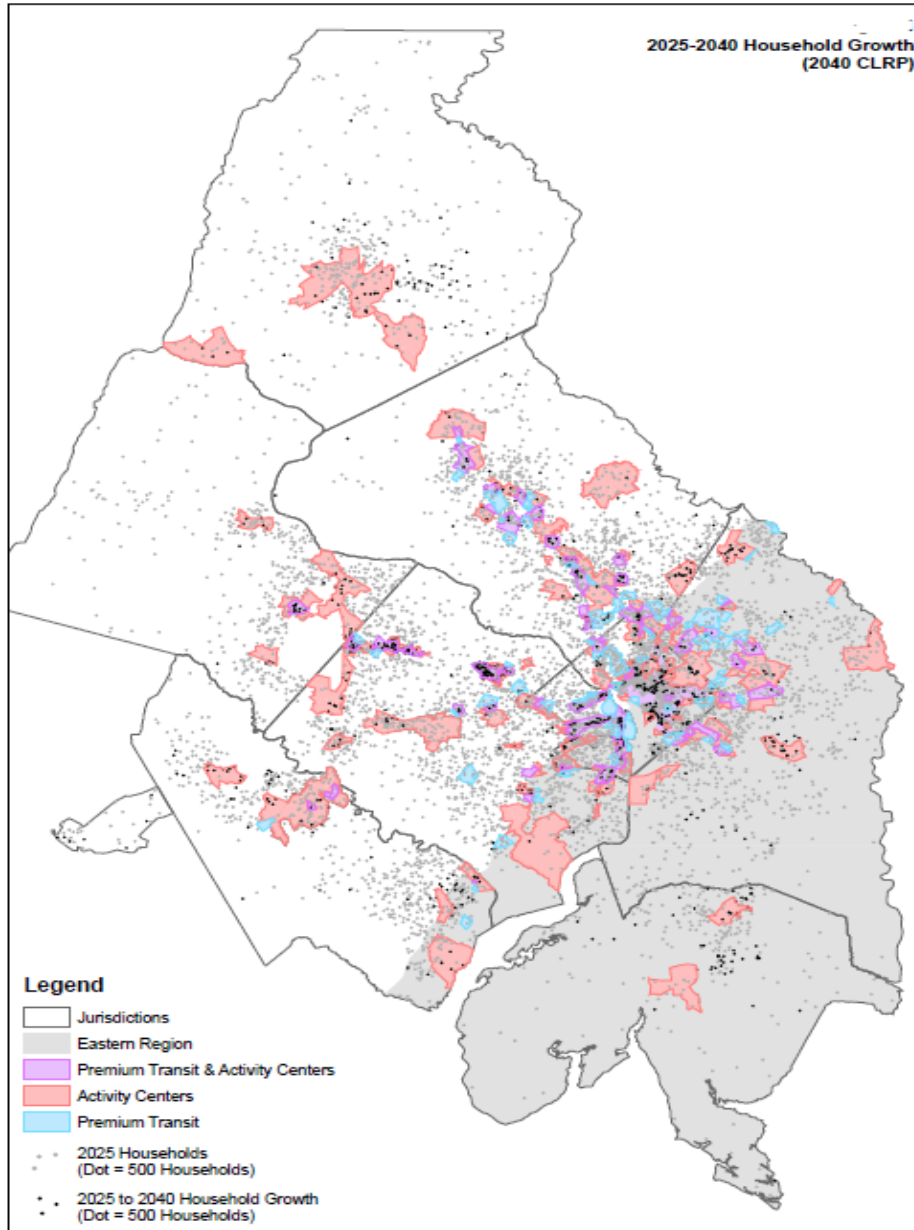 2025-2040 Household Growth
(2040 CLRP)
Legend
Jurisdictions
Eastern Region
Premium Transit & Activity Centers
Activity Centers
Premium Transit
2025 Households
(Dot = 500 Households)
2025 to 2040 Household Growth
(Dot = 500 Households)